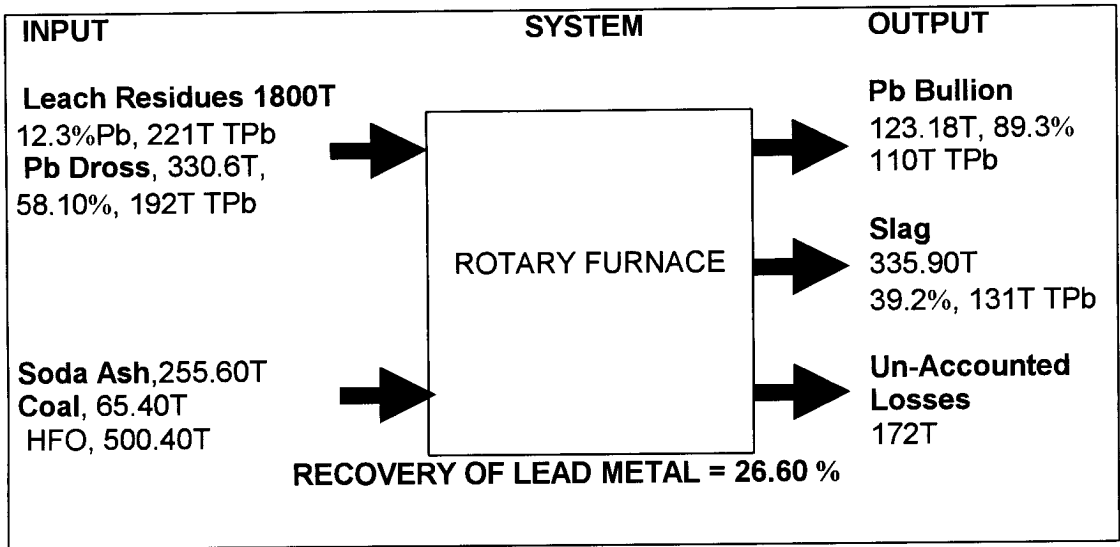 INPUT
Leach Residues 1800T
12.3%Pb, 221T TPb
Pb Dross, 330.6T,
58.10%, 192T TPb
Soda Ash,255.60T
Coal, 65.40T
HFO, 500.40T
SYSTEM
ROTARY FURNACE
OUTPUT
Pb Bullion
123.18T, 89.3%
110T TPb
Slag
335.90T
39.2%, 131T TPb
Un-Accounted
Losses
172T
RECOVERY OF LEAD METAL = 26.60 %